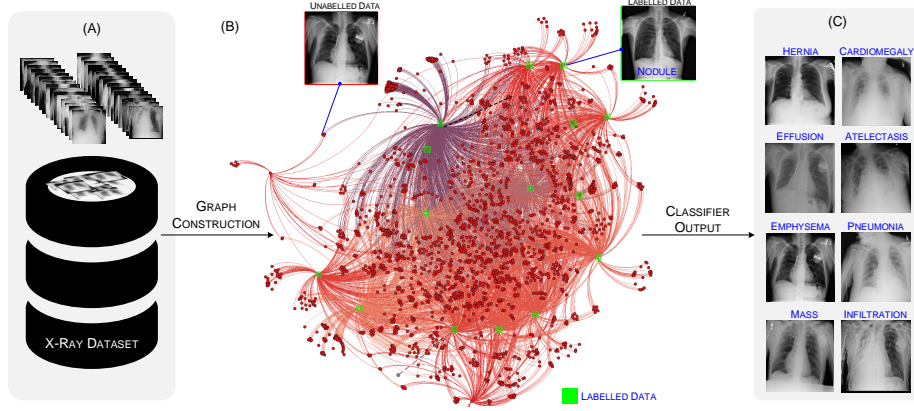 (A)
X-RAY DATASET
GRAPH
CONSTRUCTION
(B)
UNABELLED DATA
LABELLED DATA
NODULE
LABELLED DATA
CLASSIFIER
OUTPUT
(C)
HERNIA CARDIOMEGALY
EFFUSION ATELECTASIS
EMPHYSEMA PNEUMONIA
MASS INFILTRATION